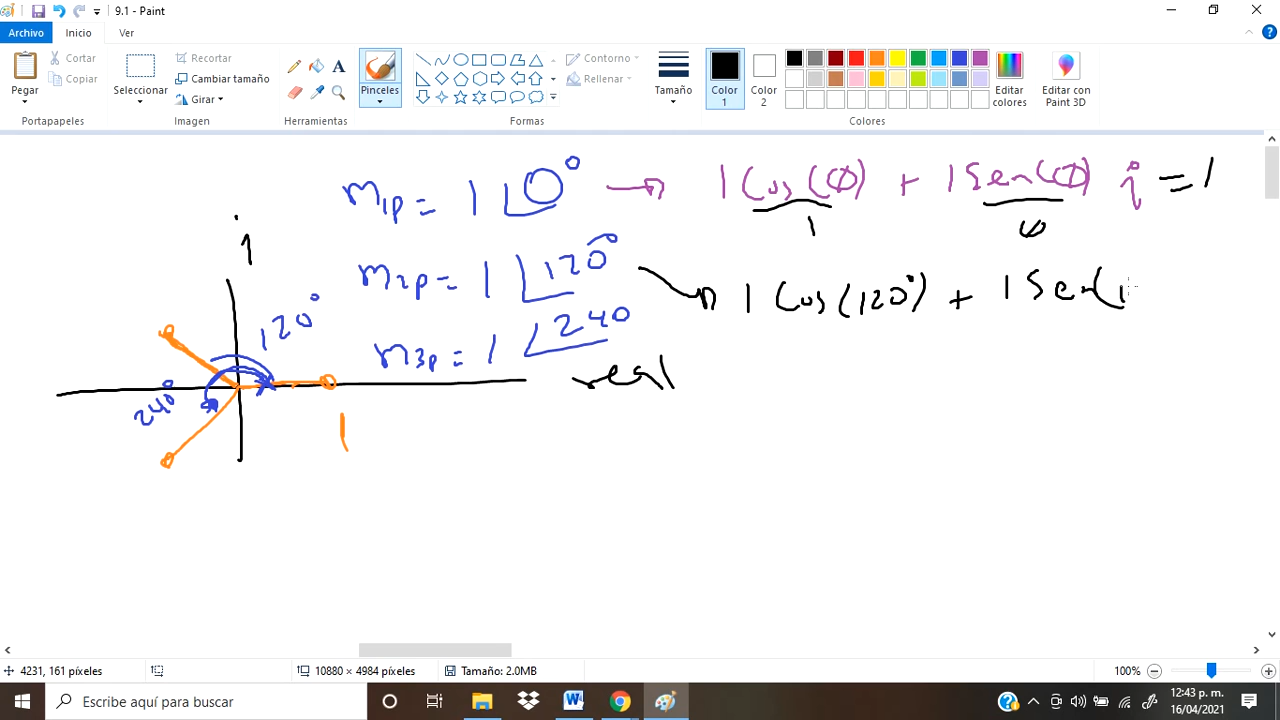 9.1 - Paint
Archivo Inicio Ver
Pegar
Cortar
Copiar
Portapapeles
Seleccionar
Recortar
Cambiar tamaño
Girar
Imagen
A
Herramientas
Pinceles
Contorno
Rellenar
Formas
Tamaño
Color 1
Color 2
Editar colores
Editar con Paint 3D
Colores
m1p = 1 ∠0° → 1 Cos(0) + 1 Sen(0) i = 1
1 0
m2p = 1 ∠120° → 1 Cos(120°) + 1 Sen(1
m3p = 1 ∠240
i
120°
real
240
1
4231, 161 píxeles
10880 × 4984 píxeles
Tamaño: 2.0MB
100%
Escribe aquí para buscar
12:43 p. m.
16/04/2021